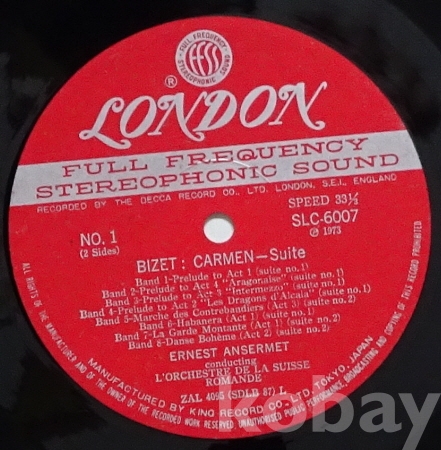 FULL FREQUENCY
ffss
STEREOPHONIC SOUND
®
LONDON
FULL FREQUENCY
STEREOPHONIC SOUND
RECORDED BY THE DECCA RECORD CO., LTD. LONDON, S.E.I., ENGLAND
SPEED 33⅓
SLC-6007
Ⓟ 1973
NO. 1
(2 Sides)
BIZET : CARMEN—Suite
Band 1-Prelude to Act 1 (suite no.1)
Band 2-Prelude to Act 4 "Aragonaise" (suite no.1)
Band 3-Prelude to Act 3 "Intermezzo" (suite no.1)
Band 4-Prelude to Act 2 "Les Dragons d'Alcala" (suite no.1)
Band 5-Marche des Contrebandiers (Act 3) (suite no.2)
Band 6-Habanera (Act 1) (suite no.2)
Band 7-La Garde Montante (Act 1) (suite no.2)
Band 8-Danse Bohème (Act 2) (suite no.2)
ERNEST ANSERMET
conducting
L'ORCHESTRE DE LA SUISSE
ROMANDE
ZAL 4095 (SDLB 87) L
MANUFACTURED BY KING RECORD CO., LTD., TOKYO, JAPAN
ALL RIGHTS OF THE MANUFACTURER AND OF THE OWNER OF THE RECORDED WORK RESERVED. UNAUTHORISED PUBLIC PERFORMANCE, BROADCASTING AND COPYING OF THIS RECORD PROHIBITED
kobay